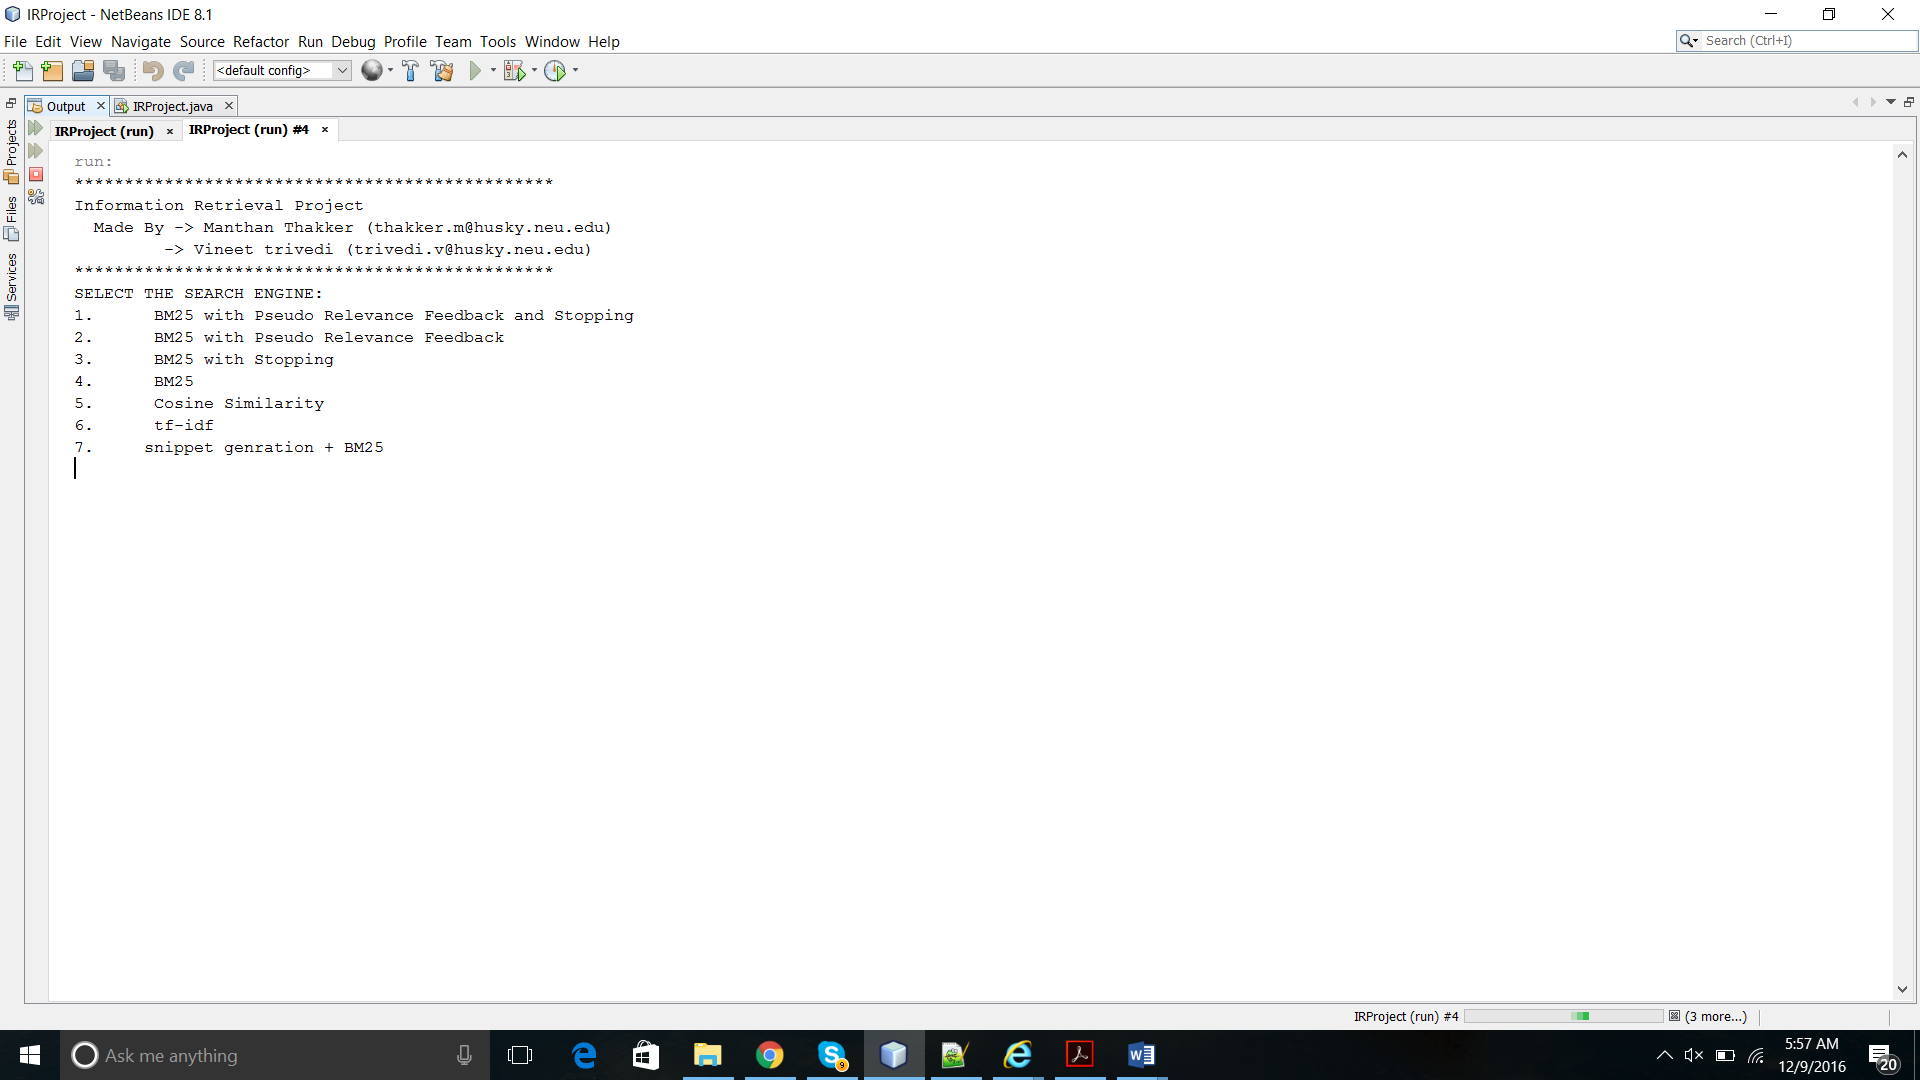 IRProject - NetBeans IDE 8.1
File Edit View Navigate Source Refactor Run Debug Profile Team Tools Window Help
Search (Ctrl+I)
<default config>
Output
IRProject.java
IRProject (run)
IRProject (run) #4
Projects
Files
Services
run:
************************************************
Information Retrieval Project
Made By -> Manthan Thakker (thakker.m@husky.neu.edu)
-> Vineet trivedi (trivedi.v@husky.neu.edu)
************************************************
SELECT THE SEARCH ENGINE:
1. BM25 with Pseudo Relevance Feedback and Stopping
2. BM25 with Pseudo Relevance Feedback
3. BM25 with Stopping
4. BM25
5. Cosine Similarity
6. tf-idf
7. snippet genration + BM25
IRProject (run) #4
(3 more...)
Ask me anything
9
5:57 AM
12/9/2016
20